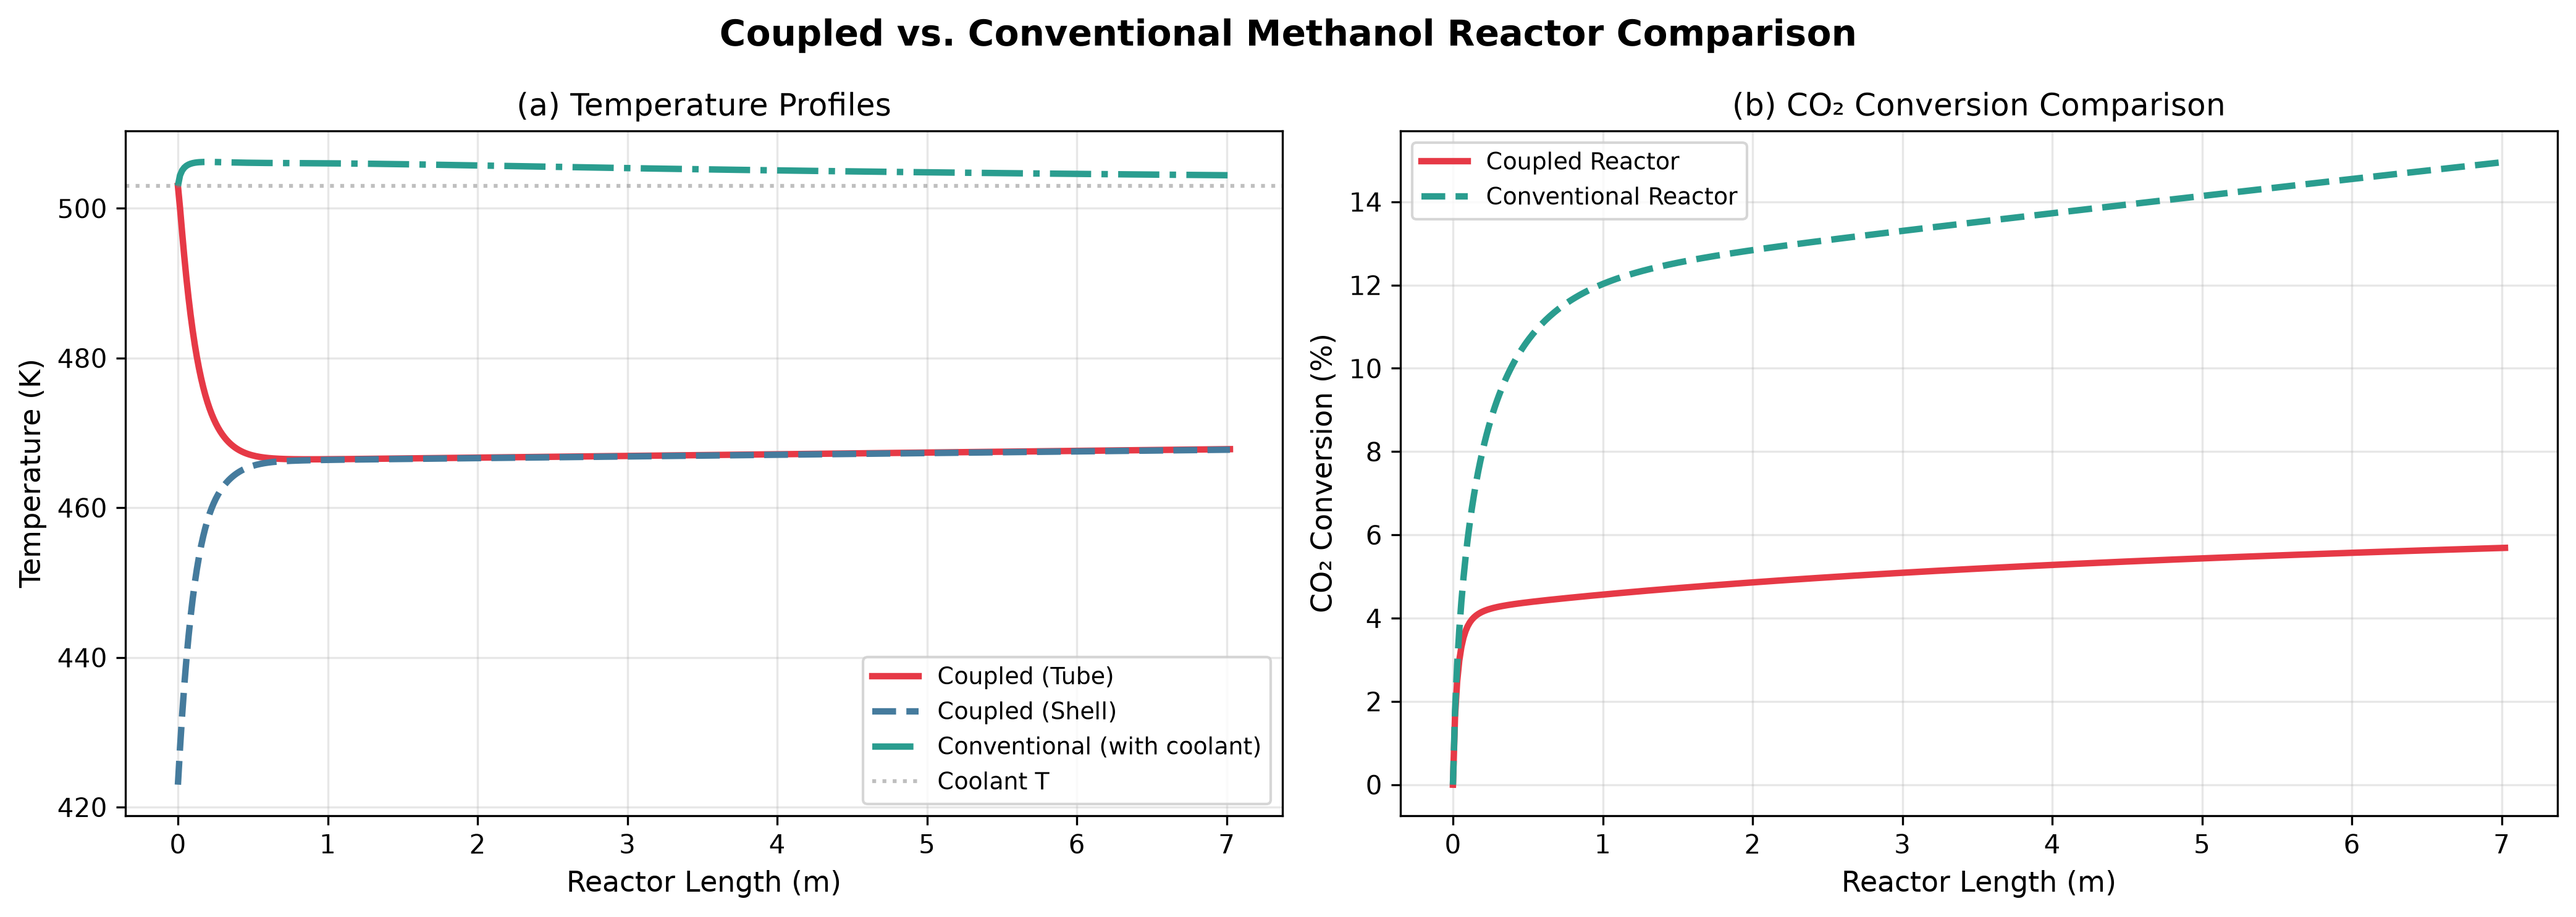 Coupled vs. Conventional Methanol Reactor Comparison
(a) Temperature Profiles
Temperature (K)
500
480
460
440
420
Coupled (Tube)
Coupled (Shell)
Conventional (with coolant)
Coolant T
0 1 2 3 4 5 6 7
Reactor Length (m)
(b) CO₂ Conversion Comparison
CO₂ Conversion (%)
14
12
10
8
6
4
2
0
Coupled Reactor
Conventional Reactor
0 1 2 3 4 5 6 7
Reactor Length (m)